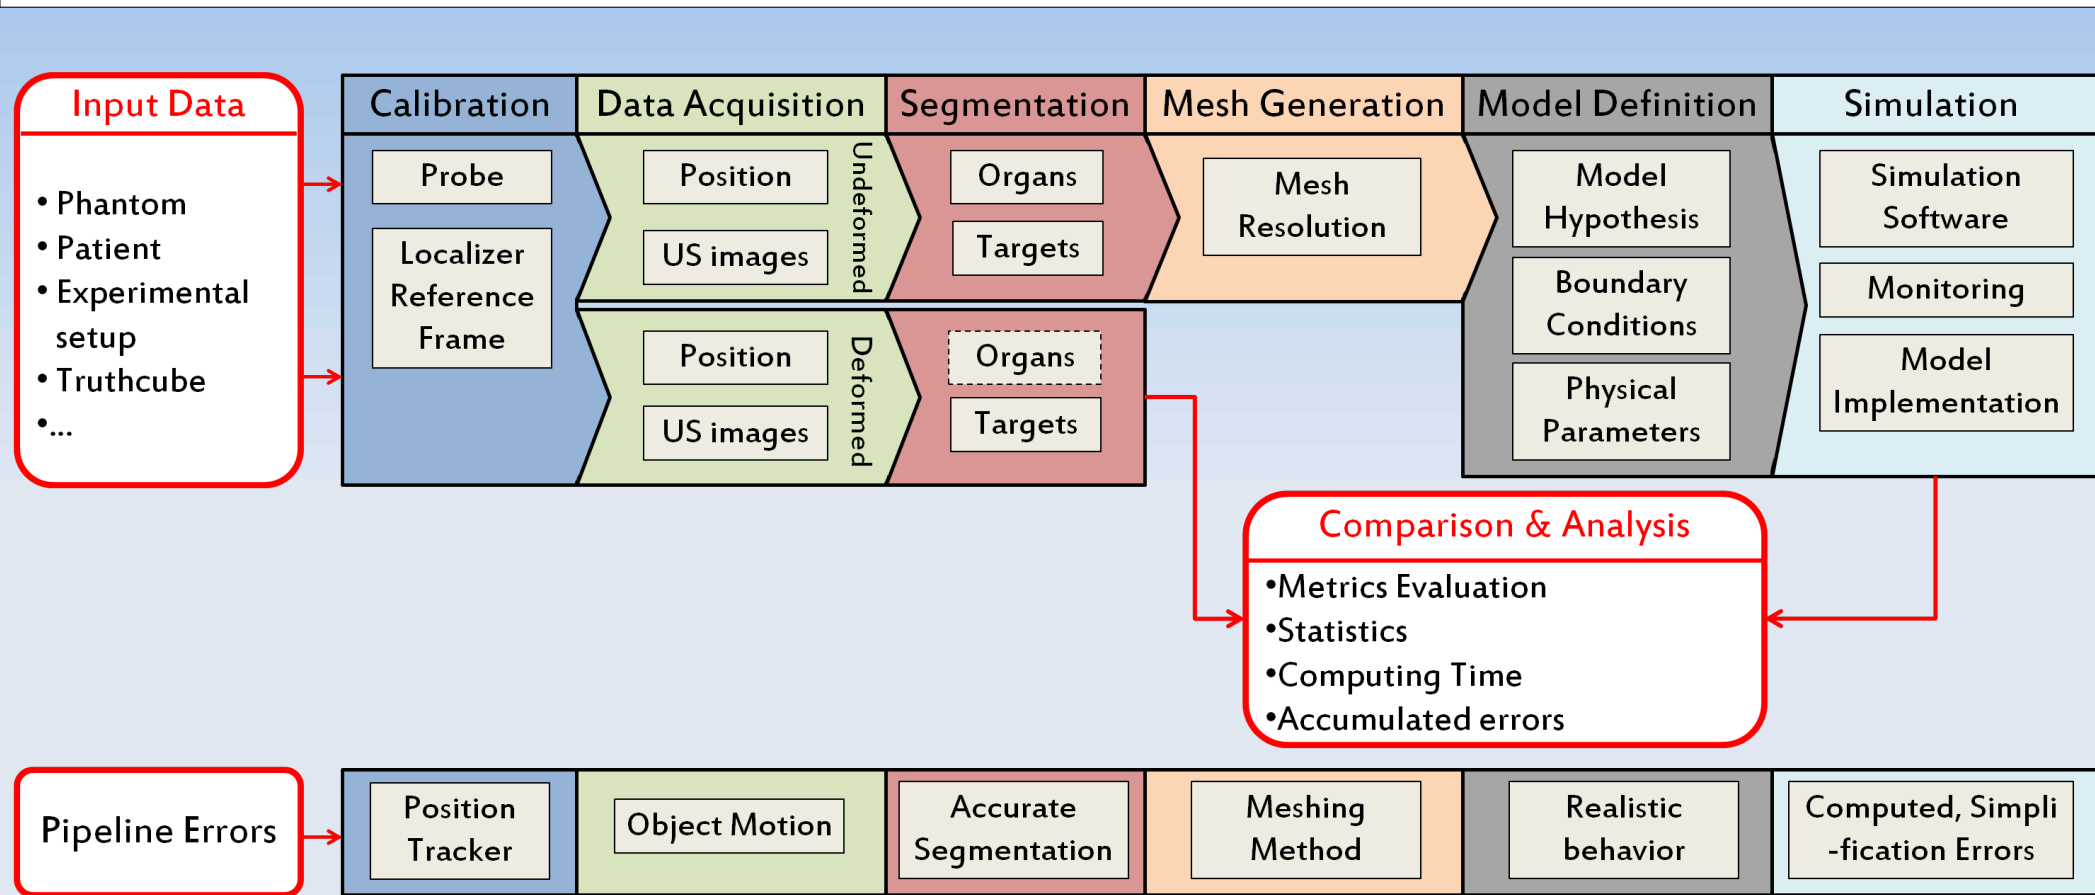 Input Data
• Phantom
• Patient
• Experimental
setup
• Truthcube
•...
Calibration
Probe
Localizer
Reference
Frame
Data Acquisition
Undeformed
Position
US images
Deformed
Position
US images
Segmentation
Organs
Targets
Organs
Targets
Mesh Generation
Mesh
Resolution
Model Definition
Model
Hypothesis
Boundary
Conditions
Physical
Parameters
Simulation
Simulation
Software
Monitoring
Model
Implementation
Comparison & Analysis
•Metrics Evaluation
•Statistics
•Computing Time
•Accumulated errors
Pipeline Errors
Position
Tracker
Object Motion
Accurate
Segmentation
Meshing
Method
Realistic
behavior
Computed, Simpli
-fication Errors